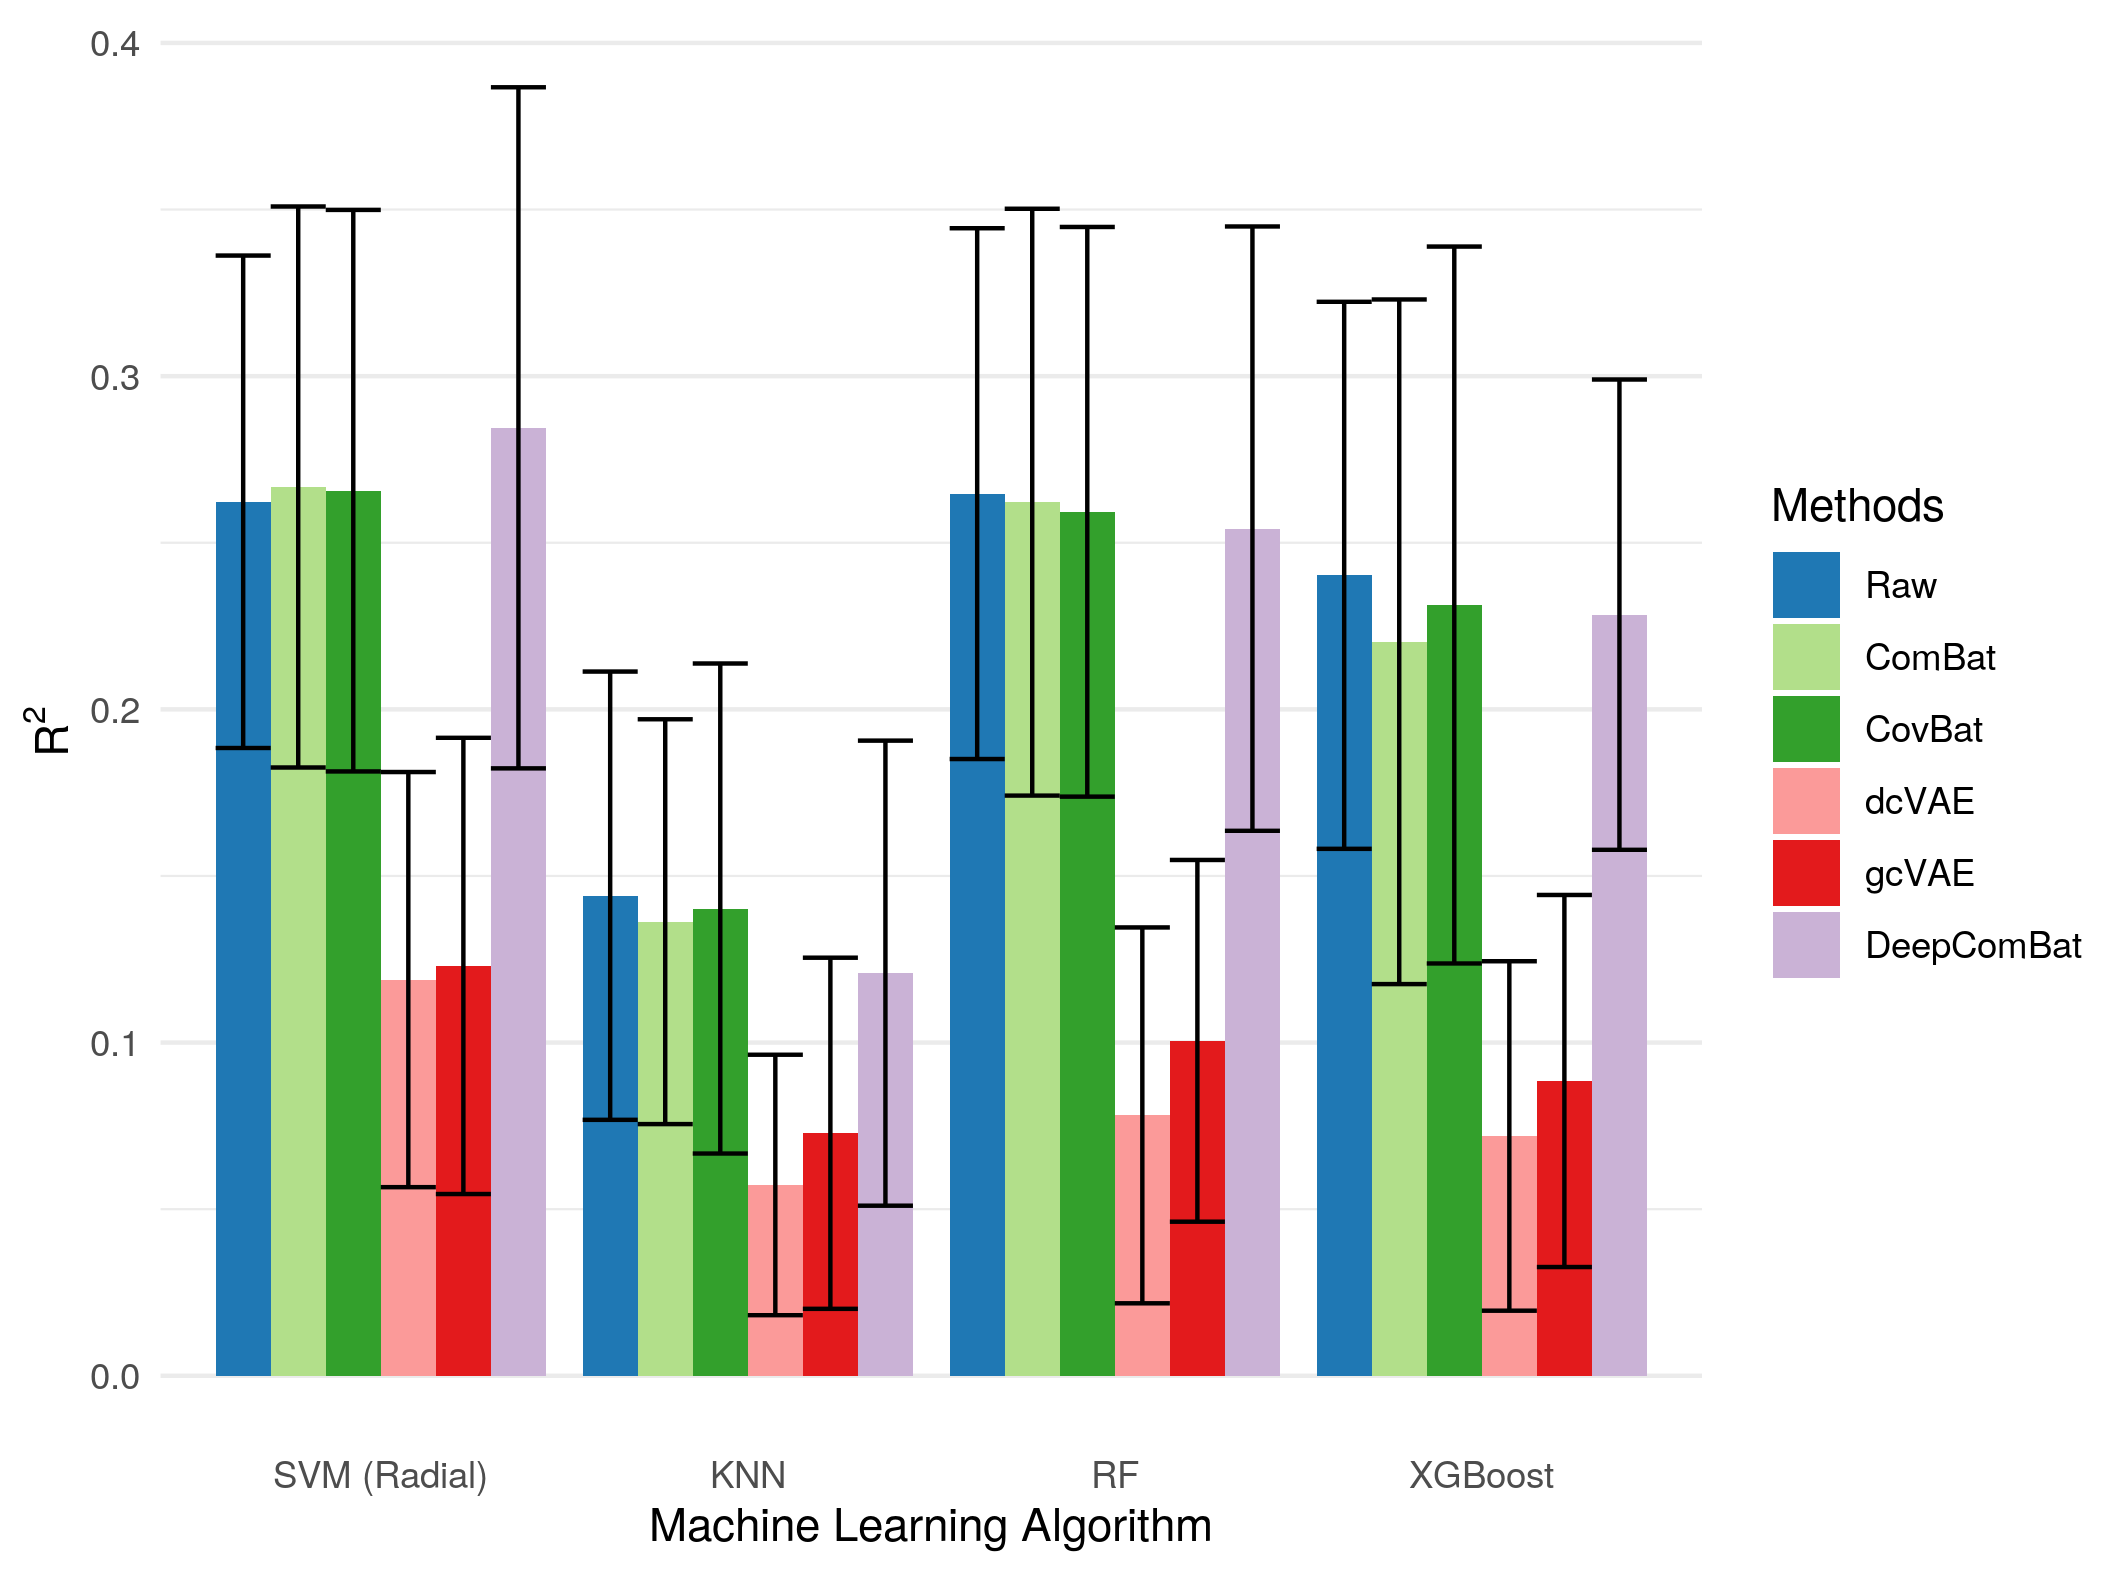 0.4
0.3
0.2
0.1
0.0
R²
SVM (Radial)
KNN
RF
XGBoost
Machine Learning Algorithm
Methods
Raw
ComBat
CovBat
dcVAE
gcVAE
DeepComBat